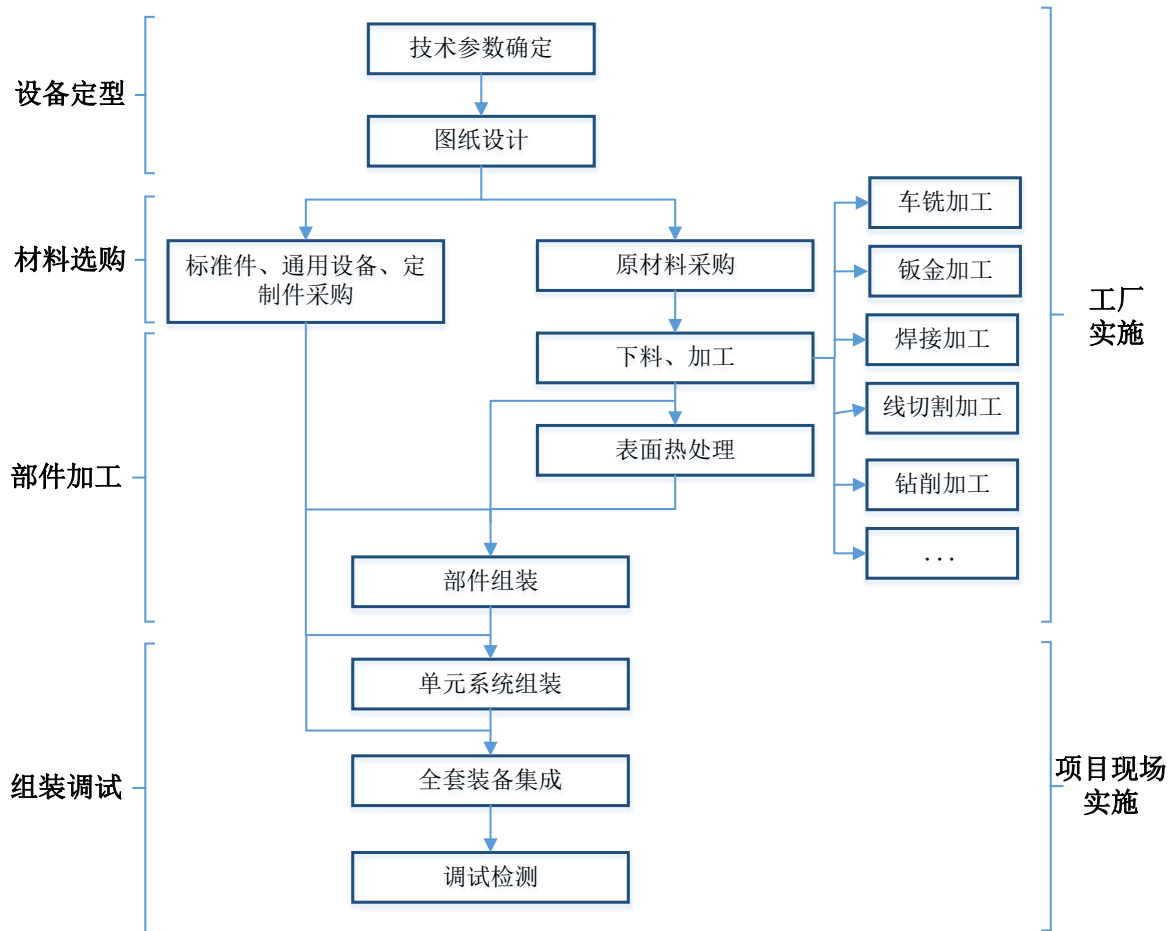 技术参数确定
设备定型
图纸设计
车铣加工
材料选购
标准件、通用设备、定
制件采购
原材料采购
钣金加工
工厂
实施
下料、加工
焊接加工
线切割加工
部件加工
表面热处理
钻削加工
...
部件组装
单元系统组装
组装调试
全套装备集成
项目现场
实施
调试检测